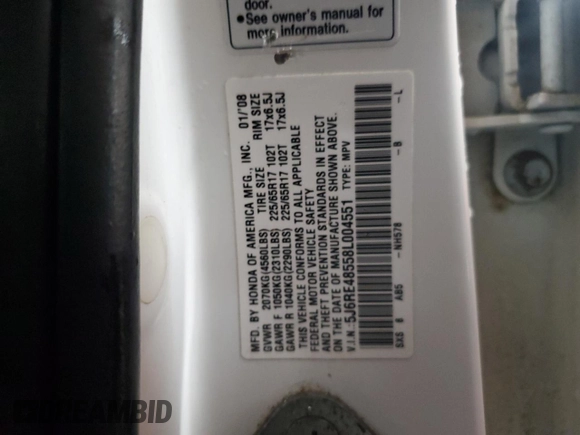 door.
•See owner's manual for
more information.
MFD. BY HONDA OF AMERICA MFG., INC. 01/'08
GVWR 2070KG(4560LBS) TIRE SIZE RIM SIZE
GAWR F 1050KG(2310LBS) 225/65R17 102T 17x6.5J
GAWR R 1040KG(2290LBS) 225/65R17 102T 17x6.5J
THIS VEHICLE CONFORMS TO ALL APPLICABLE
FEDERAL MOTOR VEHICLE SAFETY
AND THEFT PREVENTION STANDARDS IN EFFECT
ON THE DATE OF MANUFACTURE SHOWN ABOVE.
V.I.N: 5J6RE48558L004551 TYPE: MPV
SXS 6 AB5 -NH578 -B -L
DREAMBID